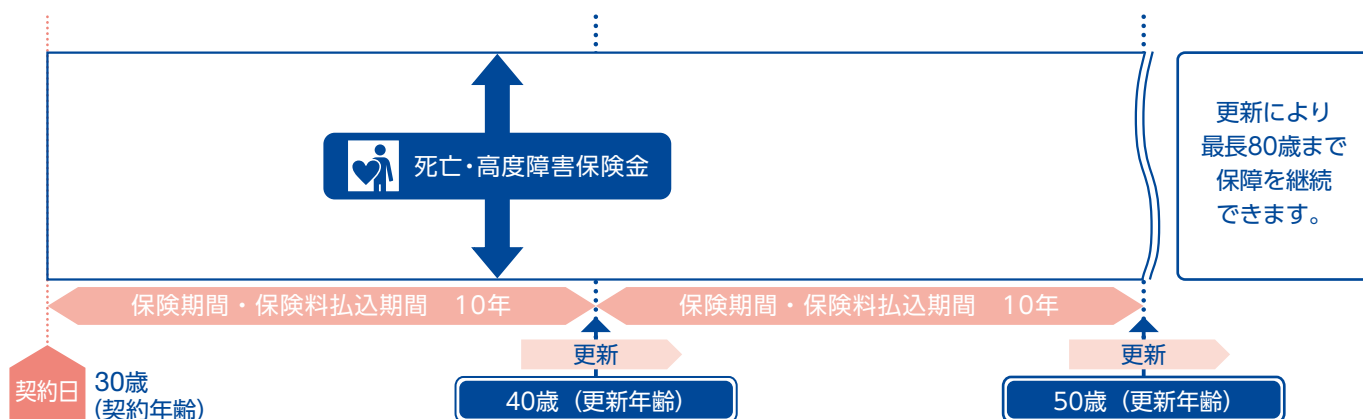 死亡・高度障害保険金
更新により
最長80歳まで
保障を継続
できます。
保険期間・保険料払込期間　10年
保険期間・保険料払込期間　10年
更新
更新
契約日
30歳
(契約年齢)
40歳（更新年齢）
50歳（更新年齢）